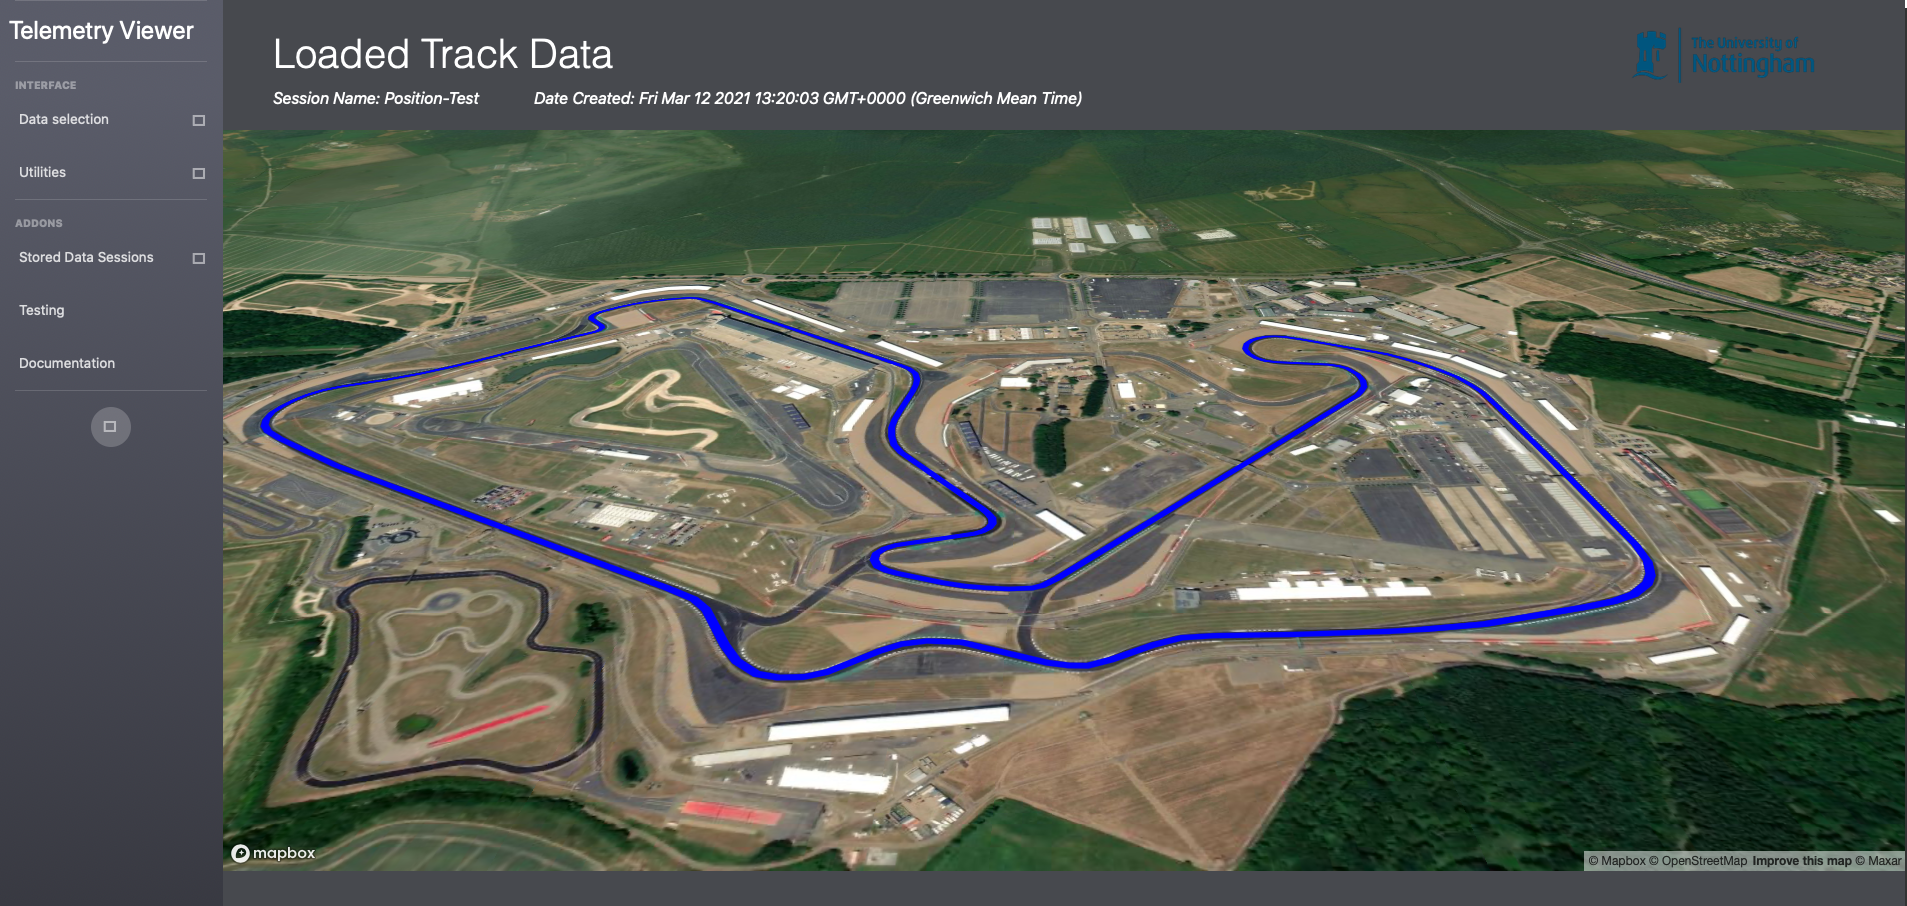 Telemetry Viewer
INTERFACE
Data selection
Utilities
ADDONS
Stored Data Sessions
Testing
Documentation
Loaded Track Data
Session Name: Position-Test Date Created: Fri Mar 12 2021 13:20:03 GMT+0000 (Greenwich Mean Time)
The University of
Nottingham
mapbox
© Mapbox © OpenStreetMap Improve this map © Maxar